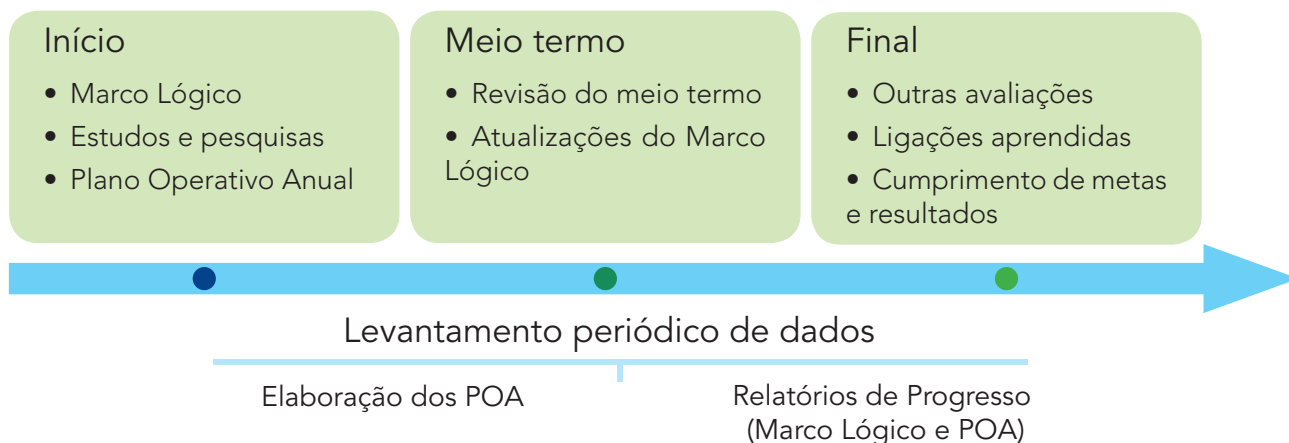 Início
• Marco Lógico
• Estudos e pesquisas
• Plano Operativo Anual
Meio termo
• Revisão do meio termo
• Atualizações do Marco
Lógico
Final
• Outras avaliações
• Ligações aprendidas
• Cumprimento de metas
e resultados
Levantamento periódico de dados
Elaboração dos POA
Relatórios de Progresso
(Marco Lógico e POA)